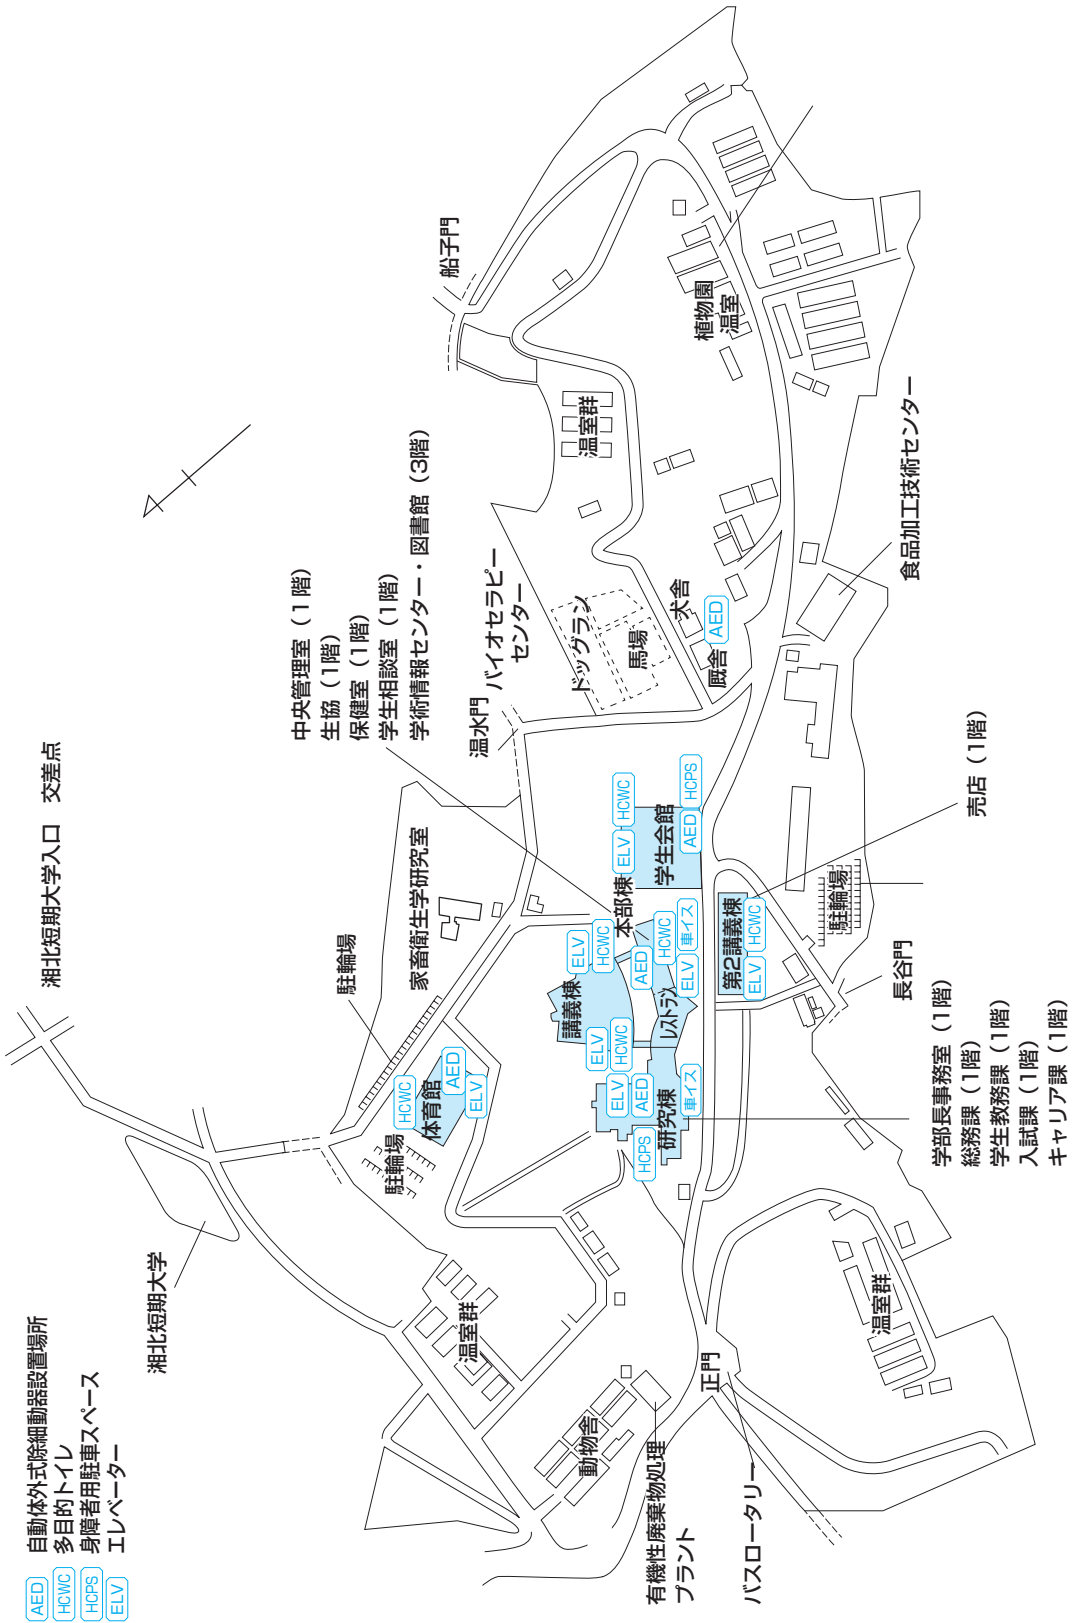 AED 自動体外式除細動器設置場所
HCWC 多目的トイレ
HCPS 身障者用駐車スペース
ELV エレベーター
湘北短期大学入口 交差点
湘北短期大学
駐輪場
家畜衛生学研究室
中央管理室（1階）
生協（1階）
保健室（1階）
学生相談室（1階）
学術情報センター・図書館（3階）
船子門
温水門
バイオセラピー
センター
温室群
ドッグラン
馬場
犬舎
厩舎
AED
植物園
温室
食品加工技術センター
HCWC
体育館
AED
ELV
駐輪場
講義棟
ELV
HCWC
ELV
HCWC
本部棟
AED
HCWC
ELV
車イス
レストラン
ELV
HCWC
学生会館
AED
HCPS
ELV
AED
研究棟
車イス
HCPS
第2講義棟
ELV
HCWC
売店（1階）
駐輪場
長谷門
学部長事務室（1階）
総務課（1階）
学生教務課（1階）
入試課（1階）
キャリア課（1階）
温室群
動物舎
有機性廃棄物処理
プラント
正門
バスロータリー
温室群